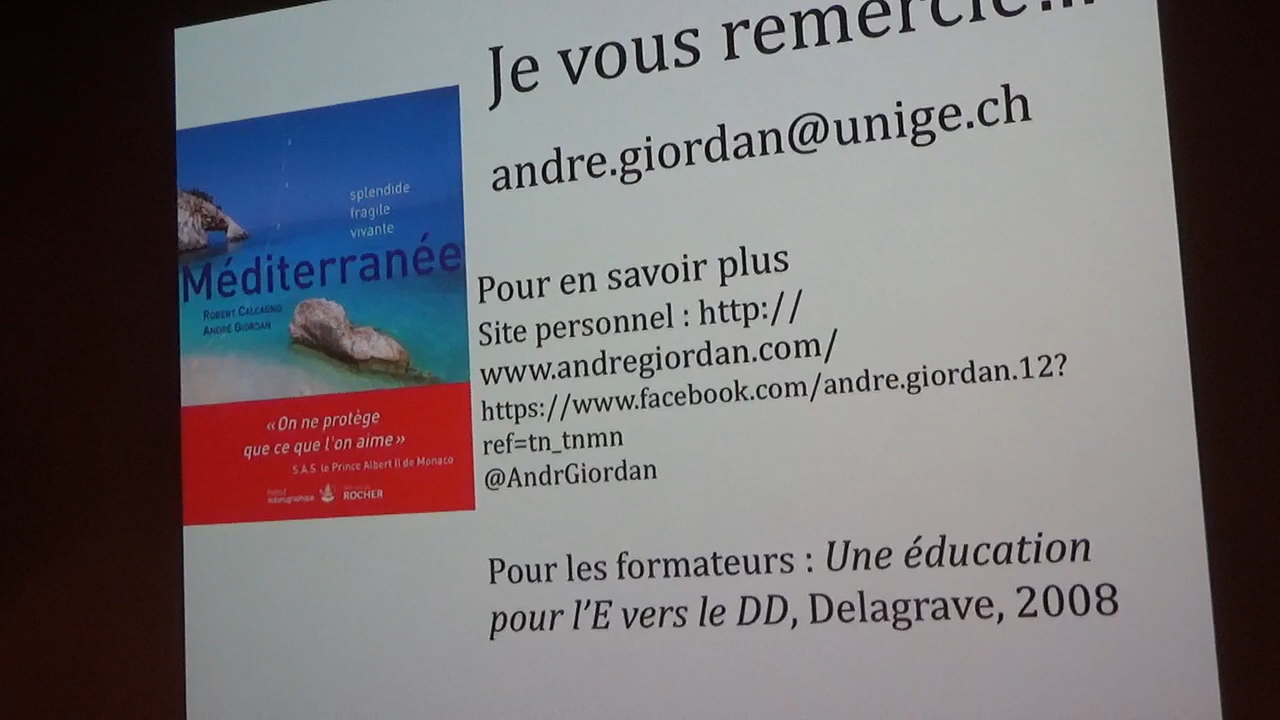 Je vous remercie...
andre.giordan@unige.ch
splendide
fragile
vivante
Méditerranée
ROBERT CALCAGNO
ANDRÉ GIORDAN
« On ne protège
que ce que l'on aime »
S.A.S. le Prince Albert II de Monaco
ROCHER
Pour en savoir plus
Site personnel : http://
www.andregiordan.com/
https://www.facebook.com/andre.giordan.12?
ref=tn_tnmn
@AndrGiordan
Pour les formateurs : Une éducation
pour l'E vers le DD, Delagrave, 2008